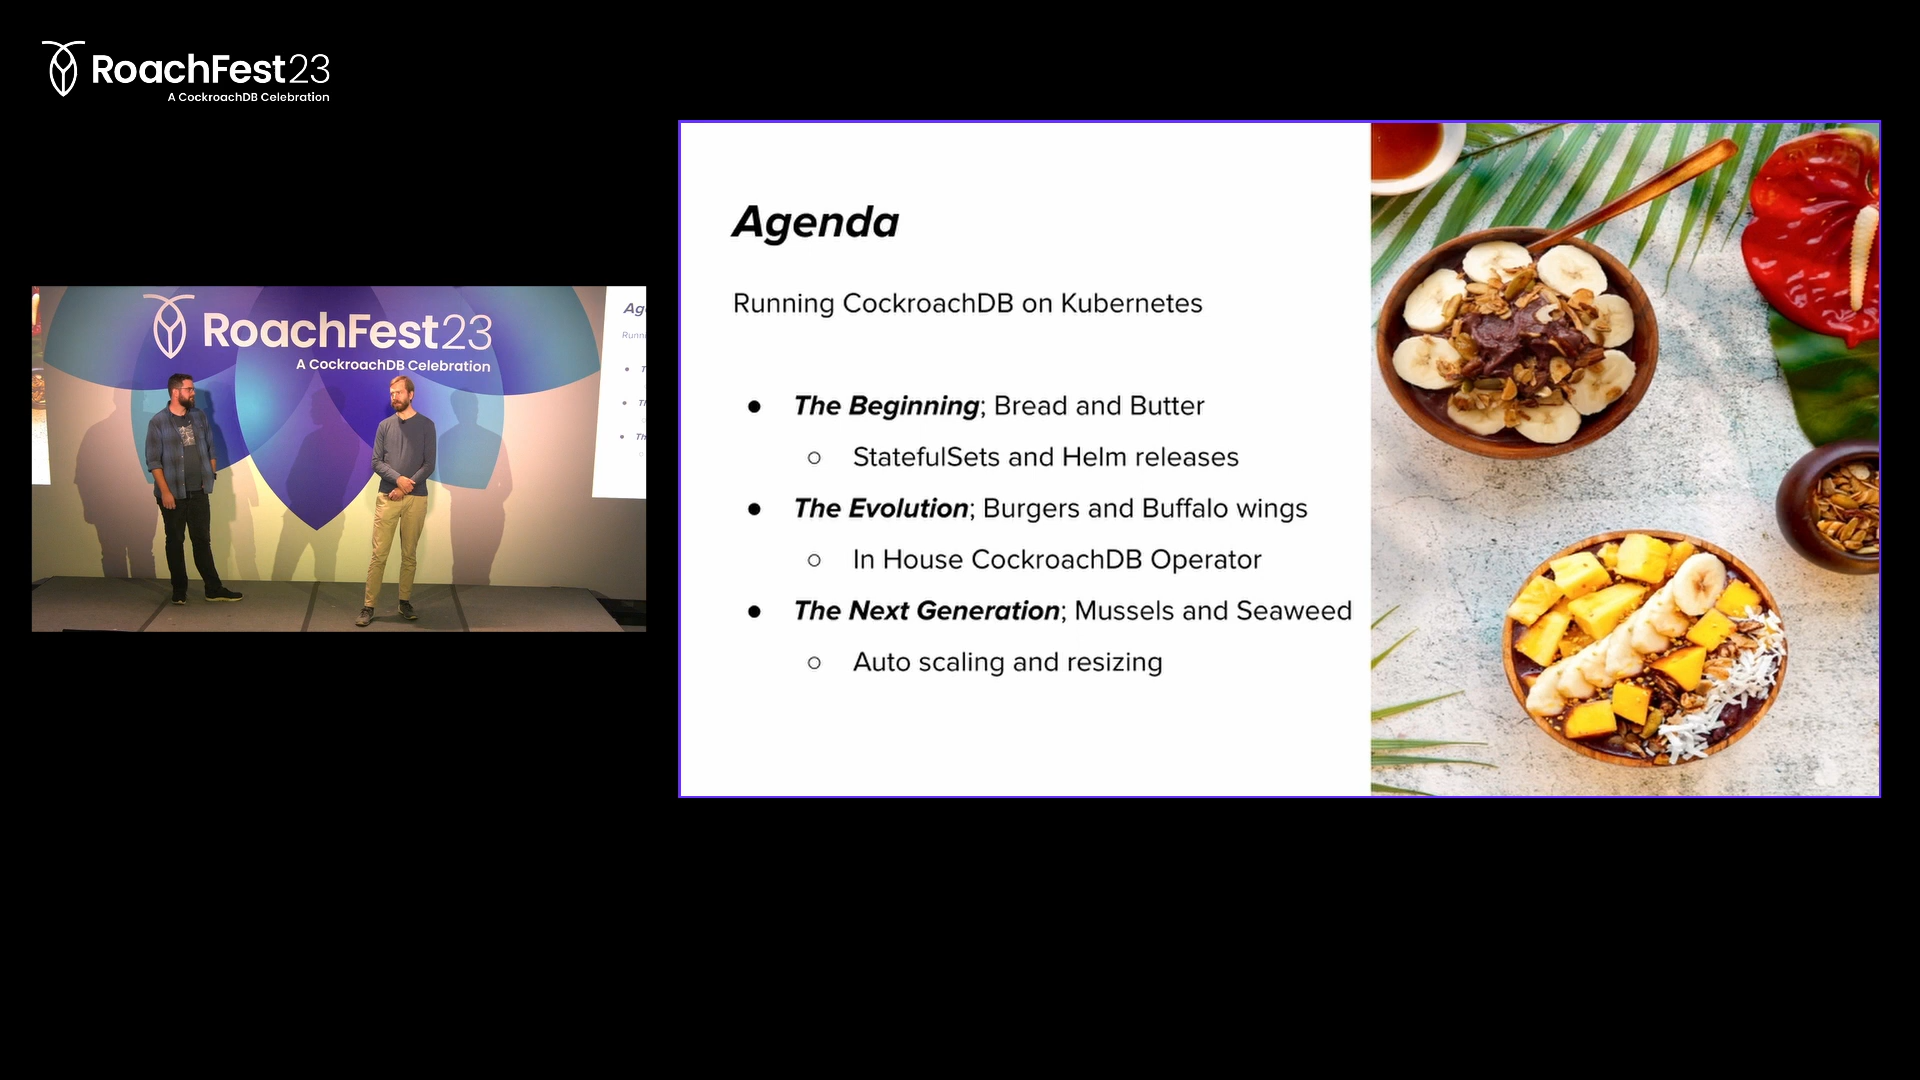 RoachFest23
A CockroachDB Celebration
RoachFest23
A CockroachDB Celebration
Agenda
Running CockroachDB on Kubernetes
● The Beginning; Bread and Butter
○ StatefulSets and Helm releases
● The Evolution; Burgers and Buffalo wings
○ In House CockroachDB Operator
● The Next Generation; Mussels and Seaweed
○ Auto scaling and resizing